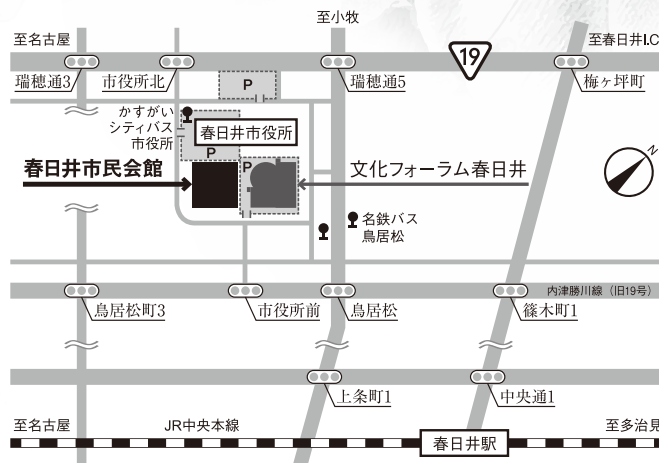 至小牧
至名古屋
至春日井I.C
19
瑞穂通3
市役所北
瑞穂通5
梅ヶ坪町
P
かすがい
シティバス
市役所
春日井市役所
P
P
春日井市民会館
文化フォーラム春日井
N
名鉄バス
鳥居松
内津勝川線（旧19号）
鳥居松町3
市役所前
鳥居松
篠木町1
上条町1
中央通1
至名古屋
JR中央本線
至多治見
春日井駅